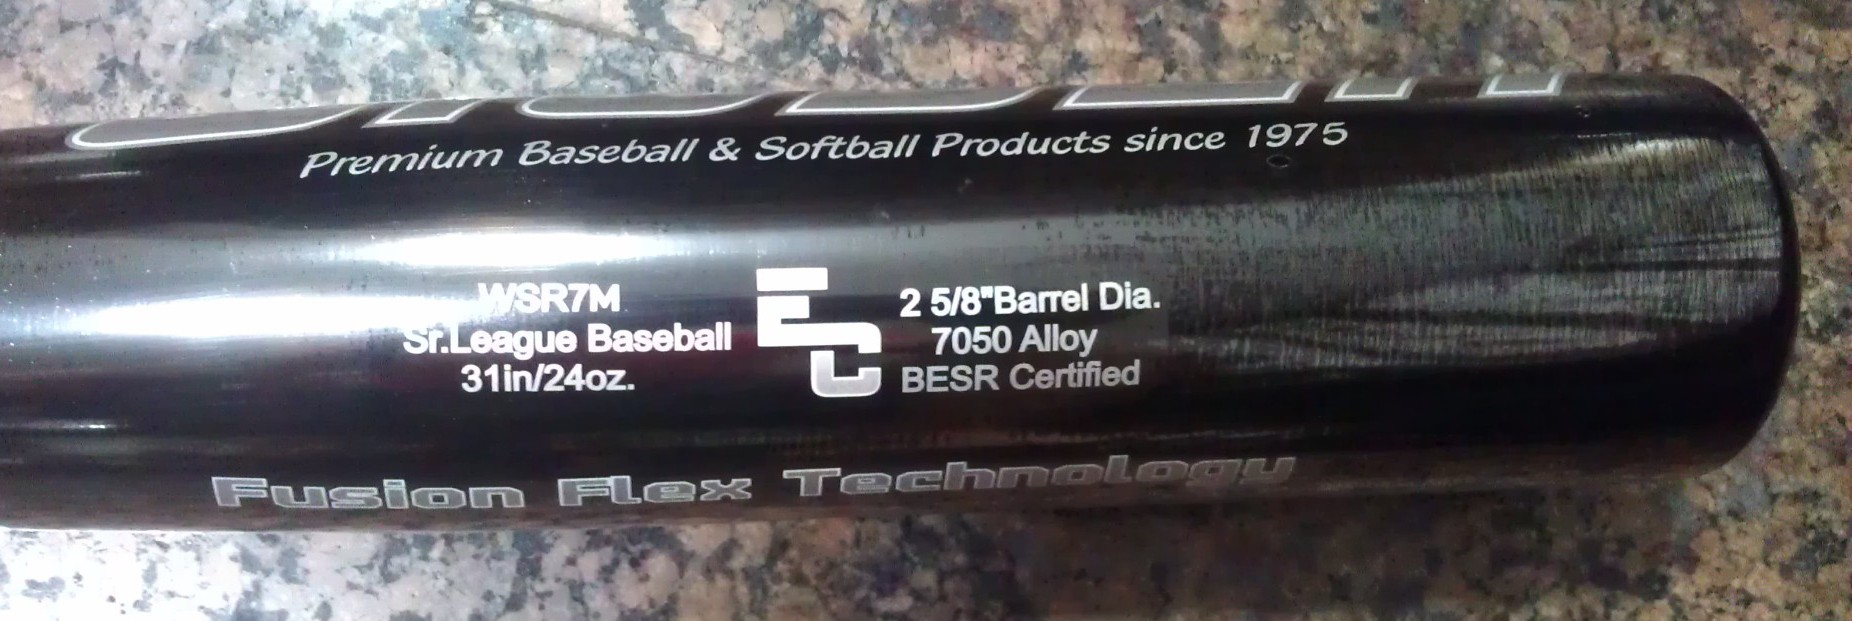 Premium Baseball & Softball Products since 1975
WSR7M
Sr.League Baseball
31in/24oz.
EC
2 5/8"Barrel Dia.
7050 Alloy
BESR Certified
Fusion Flex Technology